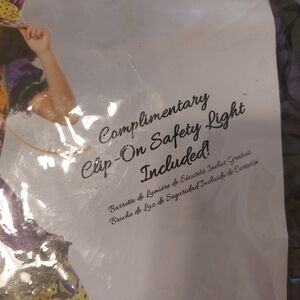 Complimentary
Clip-On Safety Light
Included!
Barrette de Lumière de Sécurité Inclus Gratuit
Broche de Luz de Seguridad Incluido de Cortesía